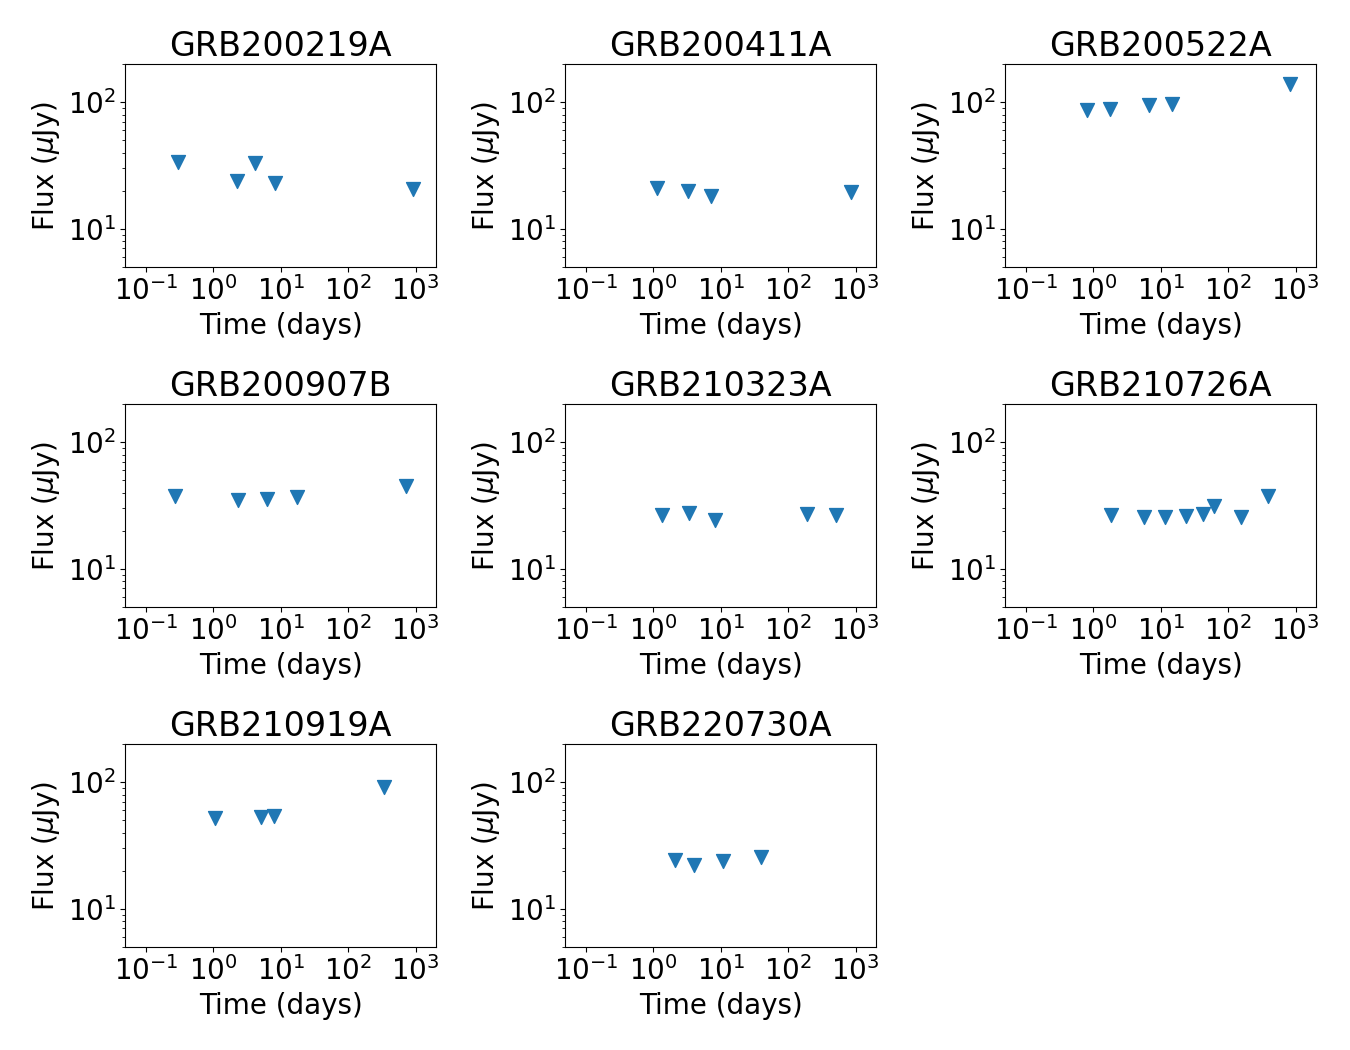 GRB200219A
Flux (μJy)
10²
10¹
10⁻¹ 10⁰ 10¹ 10² 10³
Time (days)
GRB200411A
Flux (μJy)
10²
10¹
10⁻¹ 10⁰ 10¹ 10² 10³
Time (days)
GRB200522A
Flux (μJy)
10²
10¹
10⁻¹ 10⁰ 10¹ 10² 10³
Time (days)
GRB200907B
Flux (μJy)
10²
10¹
10⁻¹ 10⁰ 10¹ 10² 10³
Time (days)
GRB210323A
Flux (μJy)
10²
10¹
10⁻¹ 10⁰ 10¹ 10² 10³
Time (days)
GRB210726A
Flux (μJy)
10²
10¹
10⁻¹ 10⁰ 10¹ 10² 10³
Time (days)
GRB210919A
Flux (μJy)
10²
10¹
10⁻¹ 10⁰ 10¹ 10² 10³
Time (days)
GRB220730A
Flux (μJy)
10²
10¹
10⁻¹ 10⁰ 10¹ 10² 10³
Time (days)